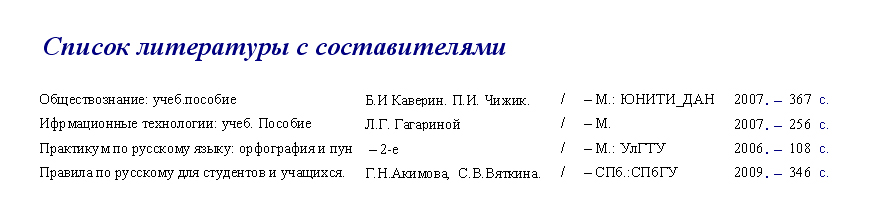 Список литературы с составителями
Обществознание: учеб.пособие Б.И Каверин. П.И. Чижик. / – М.: ЮНИТИ_ДАН 2007. – 367 с.
Ифрмационные технологии: учеб. Пособие Л.Г. Гагариной / – М. 2007. – 256 с.
Практикум по русскому языку: орфография и пун – 2-е / – М.: УлГТУ 2006. – 108 с.
Правила по русскому для студентов и учащихся. Г.Н.Акимова, С.В.Вяткина. / – СПб.:СПбГУ 2009. – 346 с.